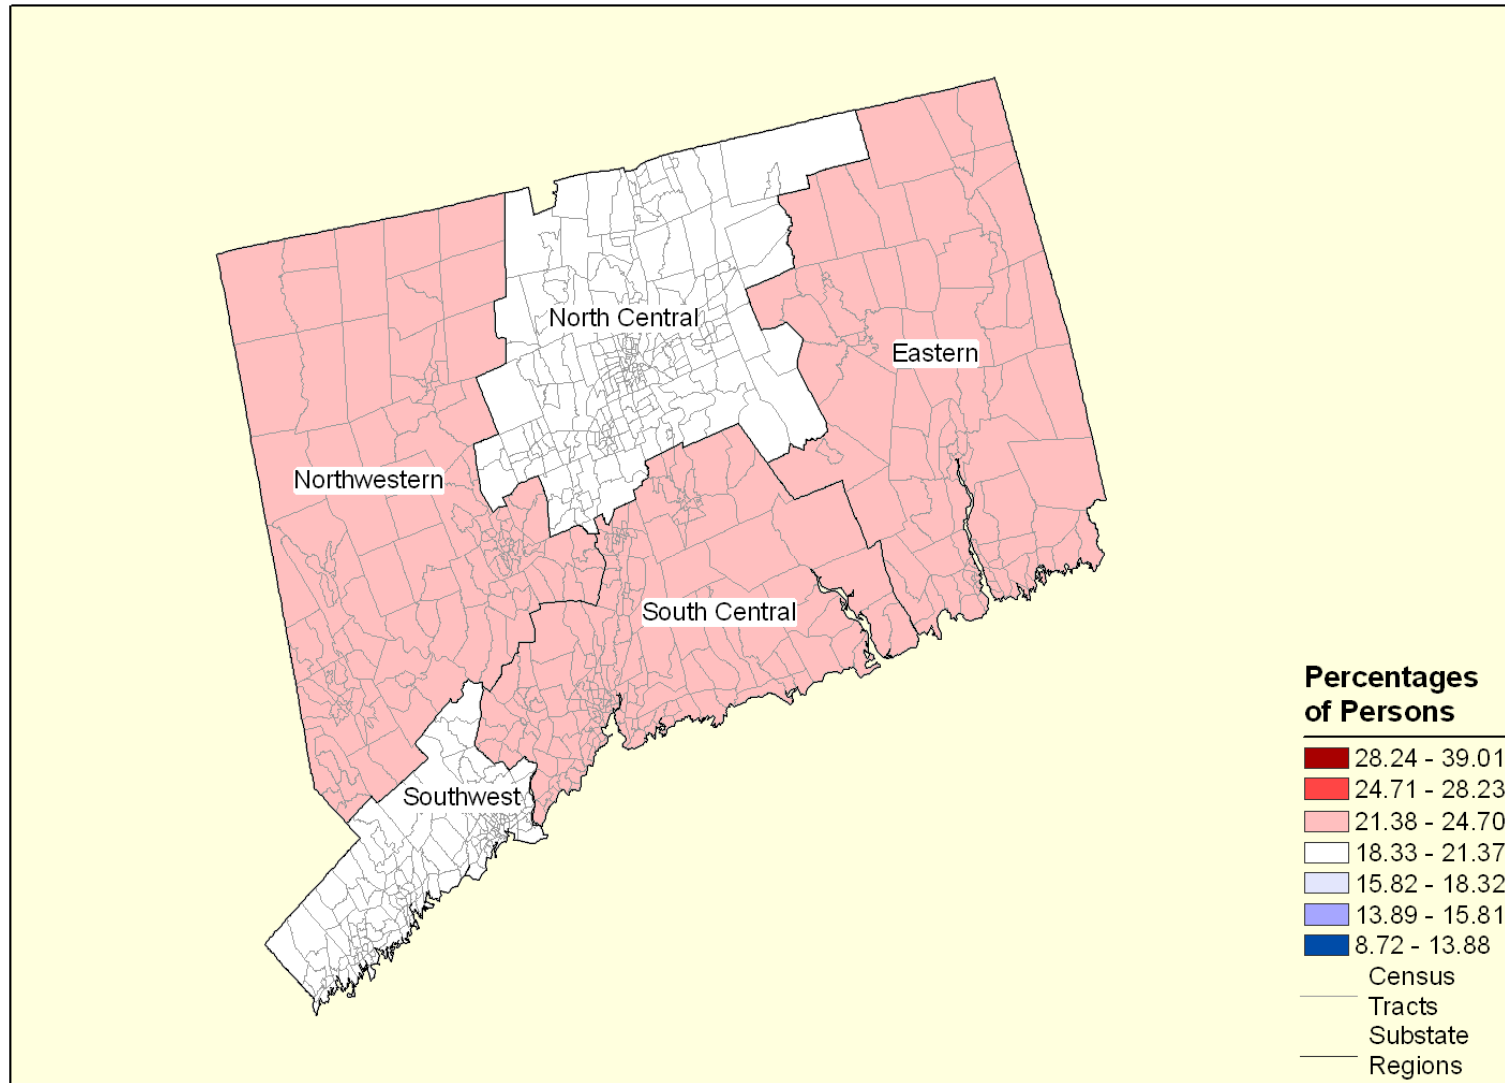 North Central
Eastern
Northwestern
South Central
Southwest
Percentages
of Persons
28.24 - 39.01
24.71 - 28.23
21.38 - 24.70
18.33 - 21.37
15.82 - 18.32
13.89 - 15.81
8.72 - 13.88
Census
Tracts
Substate
Regions